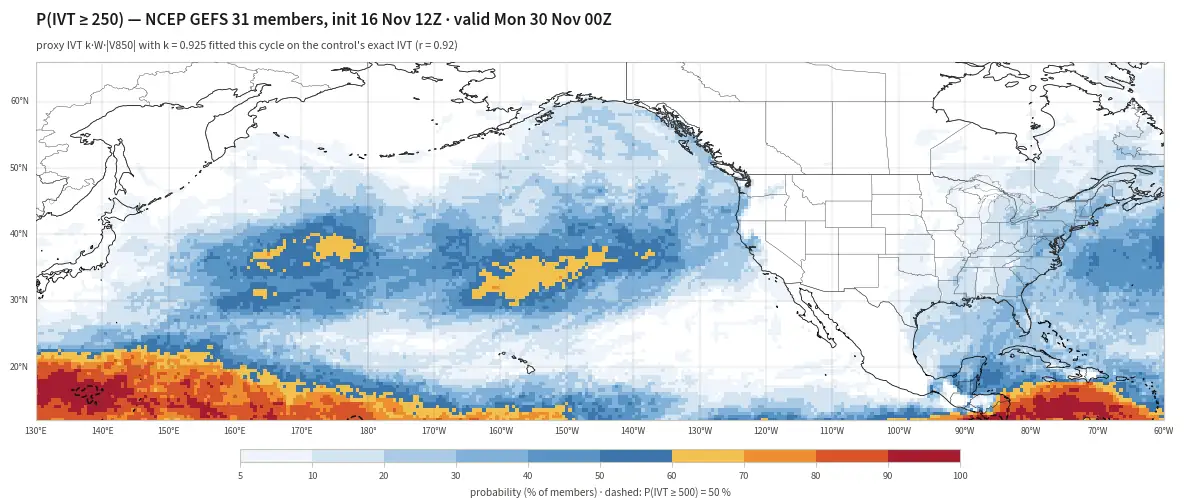 P(IVT ≥ 250) — NCEP GEFS 31 members, init 16 Nov 12Z · valid Mon 30 Nov 00Z
proxy IVT k·W·|V850| with k = 0.925 fitted this cycle on the control's exact IVT (r = 0.92)
60°N
50°N
40°N
30°N
20°N
130°E 140°E 150°E 160°E 170°E 180° 170°W 160°W 150°W 140°W 130°W 120°W 110°W 100°W 90°W 80°W 70°W 60°W
5 10 20 30 40 50 60 70 80 90 100
probability (% of members) · dashed: P(IVT ≥ 500) = 50 %